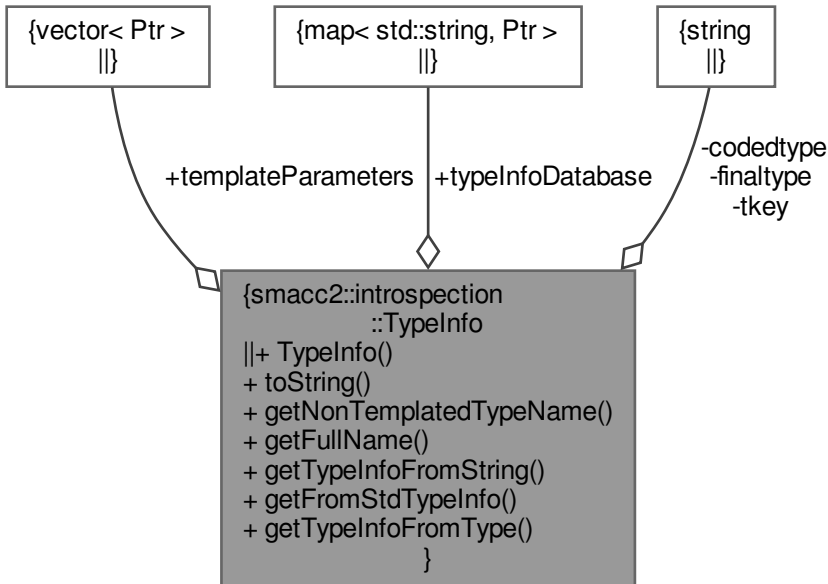 {vector< Ptr >
||}
{map< std::string, Ptr >
||}
{string
||}
+templateParameters
+typeInfoDatabase
-codedtype
-finaltype
-tkey
{smacc2::introspection
::TypeInfo
||+ TypeInfo()
+ toString()
+ getNonTemplatedTypeName()
+ getFullName()
+ getTypeInfoFromString()
+ getFromStdTypeInfo()
+ getTypeInfoFromType()
}